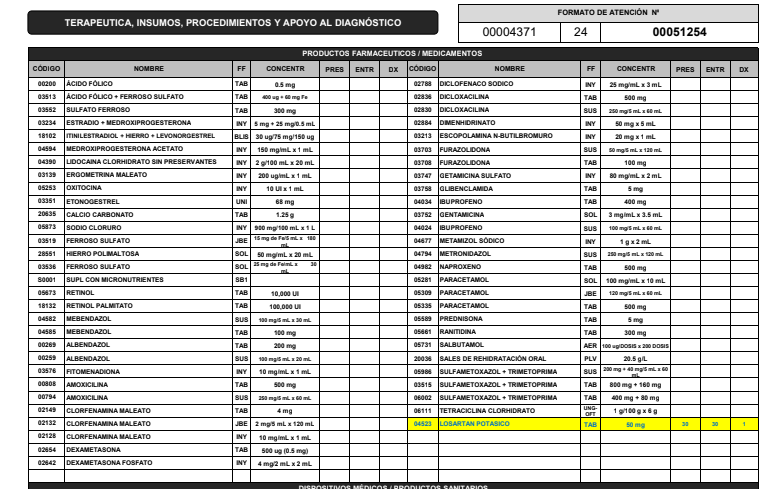 TERAPEUTICA, INSUMOS, PROCEDIMIENTOS Y APOYO AL DIAGNÓSTICO
FORMATO DE ATENCIÓN Nº
00004371 24 00051254
PRODUCTOS FARMACEUTICOS / MEDICAMENTOS
CÓDIGO NOMBRE FF CONCENTR PRES ENTR DX CÓDIGO NOMBRE FF CONCENTR PRES ENTR DX
00200 ÁCIDO FÓLICO TAB 0.5 mg 02788 DICLOFENACO SODICO INY 25 mg/mL x 3 mL
03513 ÁCIDO FÓLICO + FERROSO SULFATO TAB 400 ug + 60 mg Fe 02836 DICLOXACILINA TAB 500 mg
03552 SULFATO FERROSO TAB 300 mg 02830 DICLOXACILINA SUS 250 mg/5 mL x 60 mL
03234 ESTRADIO + MEDROXIPROGESTERONA INY 5 mg + 25 mg/0.5 mL 02884 DIMENHIDRINATO INY 50 mg x 5 mL
18102 ITINILESTRADIOL + HIERRO + LEVONORGESTREL BLIS 30 ug/75 mg/150 ug 03213 ESCOPOLAMINA N-BUTILBROMURO INY 20 mg x 1 mL
04594 MEDROXIPROGESTERONA ACETATO INY 150 mg/mL x 1 mL 03703 FURAZOLIDONA SUS 50 mg/5 mL x 120 mL
04390 LIDOCAINA CLORHIDRATO SIN PRESERVANTES INY 2 g/100 mL x 20 mL 03708 FURAZOLIDONA TAB 100 mg
03139 ERGOMETRINA MALEATO INY 200 ug/mL x 1 mL 03747 GETAMICINA SULFATO INY 80 mg/mL x 2 mL
05253 OXITOCINA INY 10 UI x 1 mL 03758 GLIBENCLAMIDA TAB 5 mg
03351 ETONOGESTREL UNI 68 mg 04034 IBUPROFENO TAB 400 mg
20635 CALCIO CARBONATO TAB 1.25 g 03752 GENTAMICINA SOL 3 mg/mL x 3.5 mL
05873 SODIO CLORURO INY 900 mg/100 mL x 1 L 04024 IBUPROFENO SUS 100 mg/5 mL x 60 mL
03519 FERROSO SULFATO JBE 15 mg de Fe/5 mL x 180 mL 04677 METAMIZOL SÓDICO INY 1 g x 2 mL
28551 HIERRO POLIMALTOSA SOL 50 mg/mL x 20 mL 04794 METRONIDAZOL SUS 250 mg/5 mL x 120 mL
03536 FERROSO SULFATO SOL 25 mg de Fe/mL x 30 mL 04982 NAPROXENO TAB 500 mg
S0001 SUPL CON MICRONUTRIENTES SB1 05281 PARACETAMOL SOL 100 mg/mL x 10 mL
05673 RETINOL TAB 10,000 UI 05309 PARACETAMOL JBE 120 mg/5 mL x 60 mL
18132 RETINOL PALMITATO TAB 100,000 UI 05335 PARACETAMOL TAB 500 mg
04582 MEBENDAZOL SUS 100 mg/5 mL x 30 mL 05589 PREDNISONA TAB 5 mg
04585 MEBENDAZOL TAB 100 mg 05661 RANITIDINA TAB 300 mg
00269 ALBENDAZOL TAB 200 mg 05731 SALBUTAMOL AER 100 ug/DOSIS x 200 DOSIS
00259 ALBENDAZOL SUS 100 mg/5 mL x 20 mL 20036 SALES DE REHIDRATACIÓN ORAL PLV 20.5 g/L
03576 FITOMENADIONA INY 10 mg/mL x 1 mL 05986 SULFAMETOXAZOL + TRIMETOPRIMA SUS 200 mg + 40 mg/5 mL x 60 mL
00808 AMOXICILINA TAB 500 mg 03515 SULFAMETOXAZOL + TRIMETOPRIMA TAB 800 mg + 160 mg
00794 AMOXICILINA SUS 250 mg/5 mL x 60 mL 06002 SULFAMETOXAZOL + TRIMETOPRIMA TAB 400 mg + 80 mg
02149 CLORFENAMINA MALEATO TAB 4 mg 06111 TETRACICLINA CLORHIDRATO UNG-OFT 1 g/100 g x 6 g
02132 CLORFENAMINA MALEATO JBE 2 mg/5 mL x 120 mL 04523 LOSARTAN POTASICO TAB 50 mg 30 30 1
02128 CLORFENAMINA MALEATO INY 10 mg/mL x 1 mL
02654 DEXAMETASONA TAB 500 ug (0.5 mg)
02642 DEXAMETASONA FOSFATO INY 4 mg/2 mL x 2 mL
DISPOSITIVOS MÉDICOS / PRODUCTOS SANITARIOS